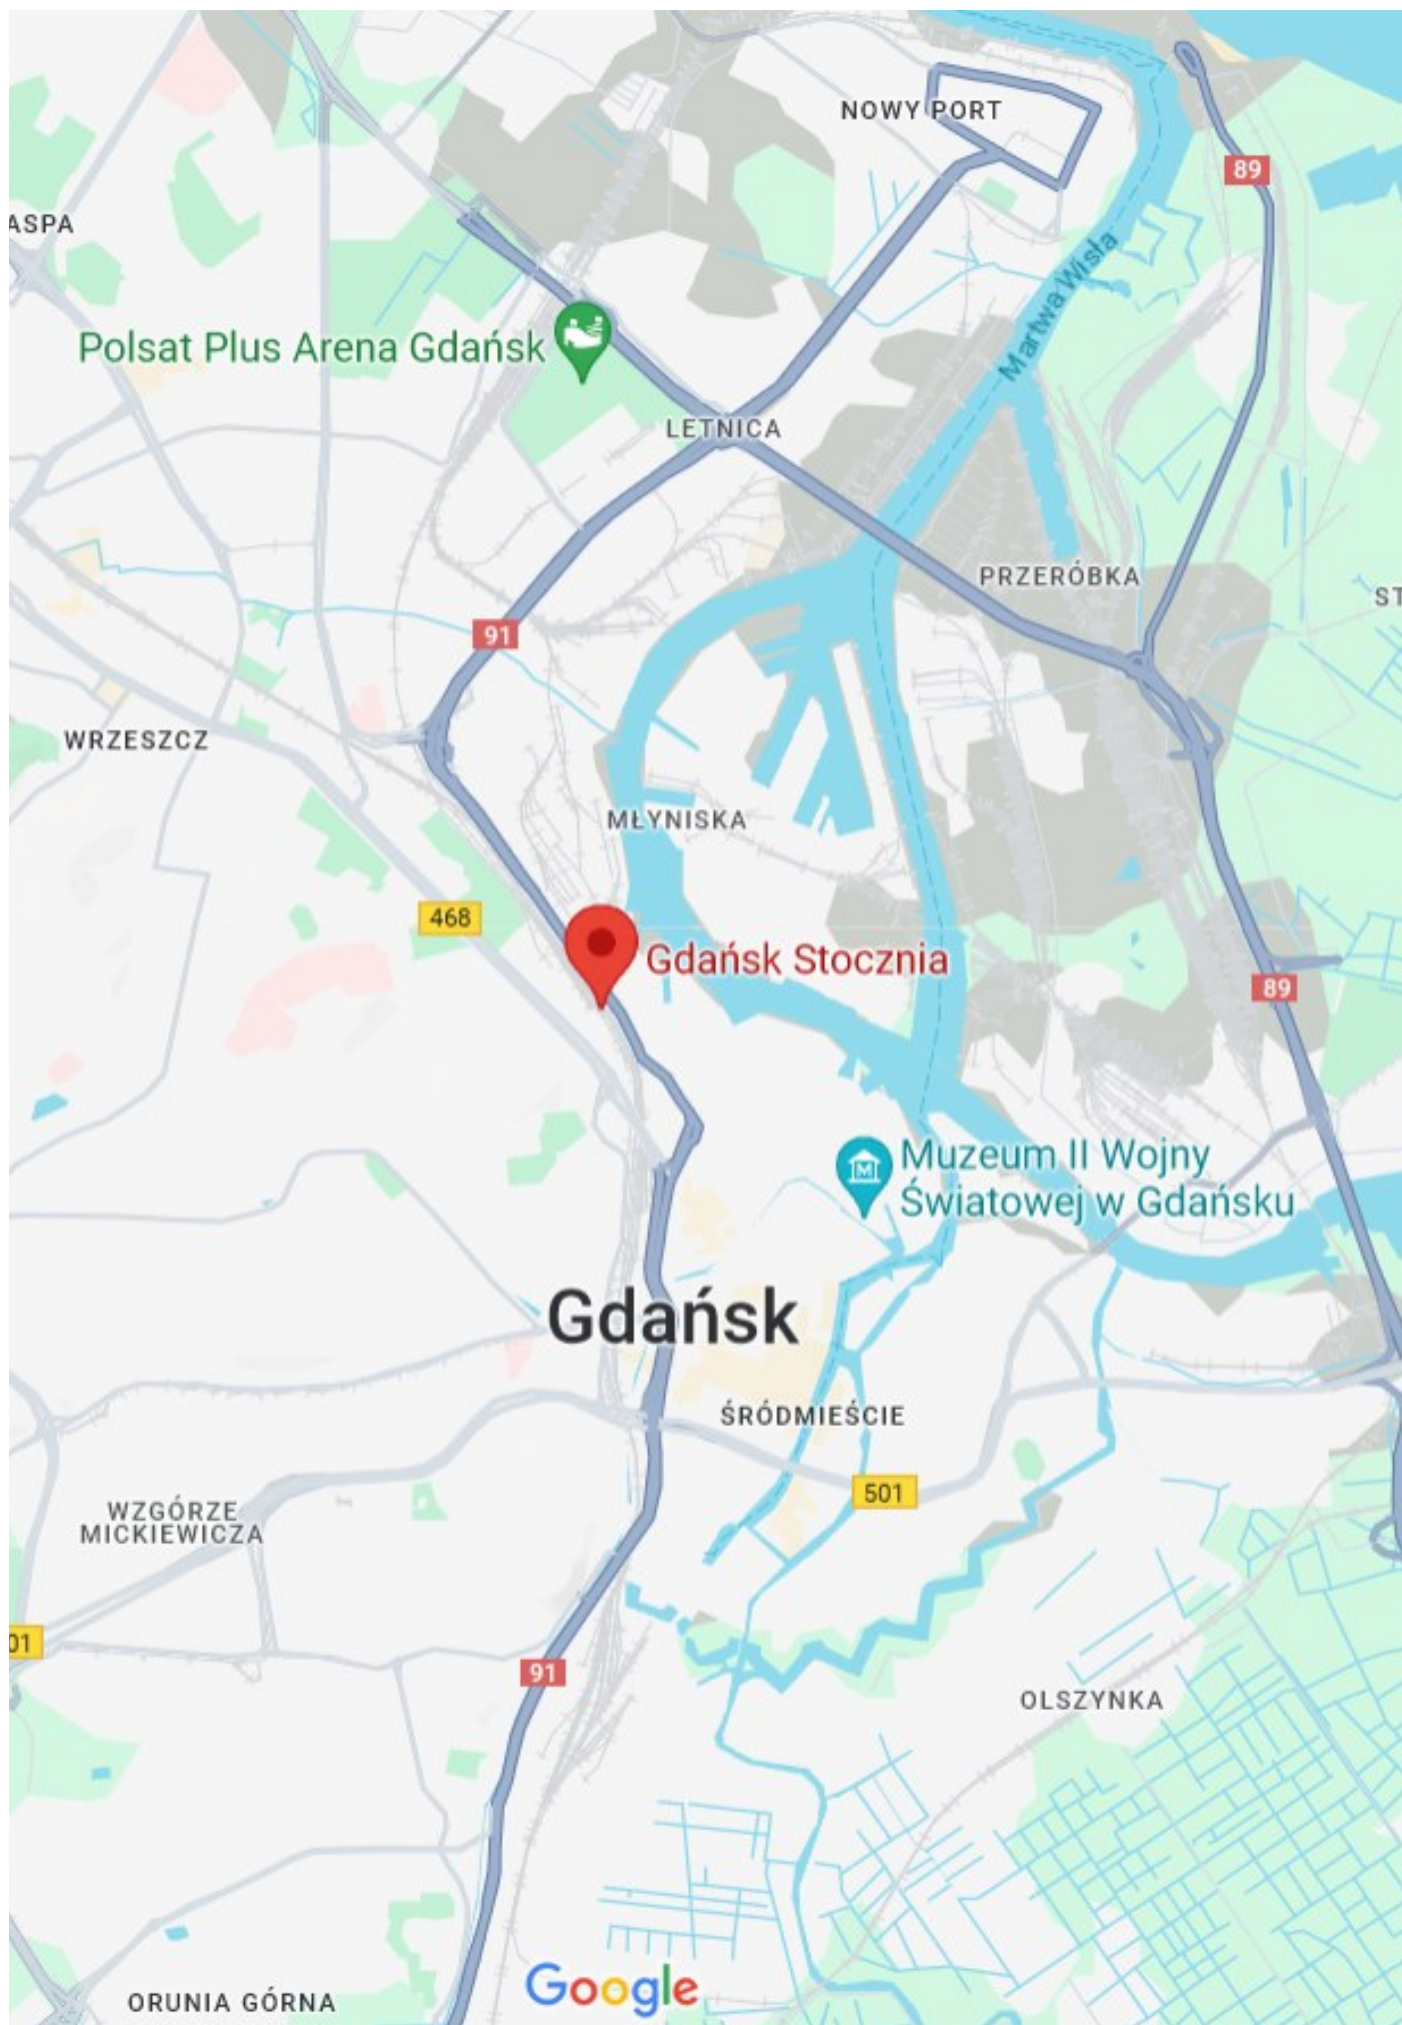 NOWY PORT
89
ASPA
Martwa Wisła
Polsat Plus Arena Gdańsk
LETNICA
PRZERÓBKA
ST
91
WRZESZCZ
MŁYNISKA
468
Gdańsk Stocznia
89
Muzeum II Wojny
Światowej w Gdańsku
Gdańsk
ŚRÓDMIEŚCIE
501
WZGÓRZE
MICKIEWICZA
01
91
OLSZYNKA
Google
ORUNIA GÓRNA